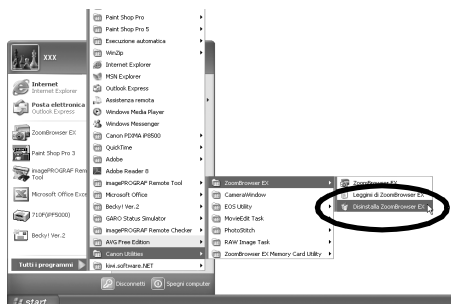 XXX
Internet
Internet Explorer
Posta elettronica
Outlook Express
ZoomBrowser EX
Paint Shop Pro 3
imagePROGRAF Rem
Tool
Microsoft Office Exce
710F(iPF5000)
Becky! Ver.2
Tutti i programmi
Paint Shop Pro
Paint Shop Pro 5
Esecuzione automatica
WinZip
Internet Explorer
MSN Explorer
Outlook Express
Assistenza remota
Windows Media Player
Windows Messenger
Canon PIXMA iP8500
QuickTime
Adobe
Adobe Reader 8
imagePROGRAF Remote Tool
Microsoft Office
Becky! Ver.2
GARO Status Simulator
imagePROGRAF Remote Checker
AVG Free Edition
Canon Utilities
kiwi.software.NET
ZoomBrowser EX
CameraWindow
EOS Utility
MovieEdit Task
PhotoStitch
RAW Image Task
ZoomBrowser EX Memory Card Utility
ZoomBrowser EX
Leggimi di ZoomBrowser EX
Disinstalla ZoomBrowser EX
Disconnetti
Spegni computer
start